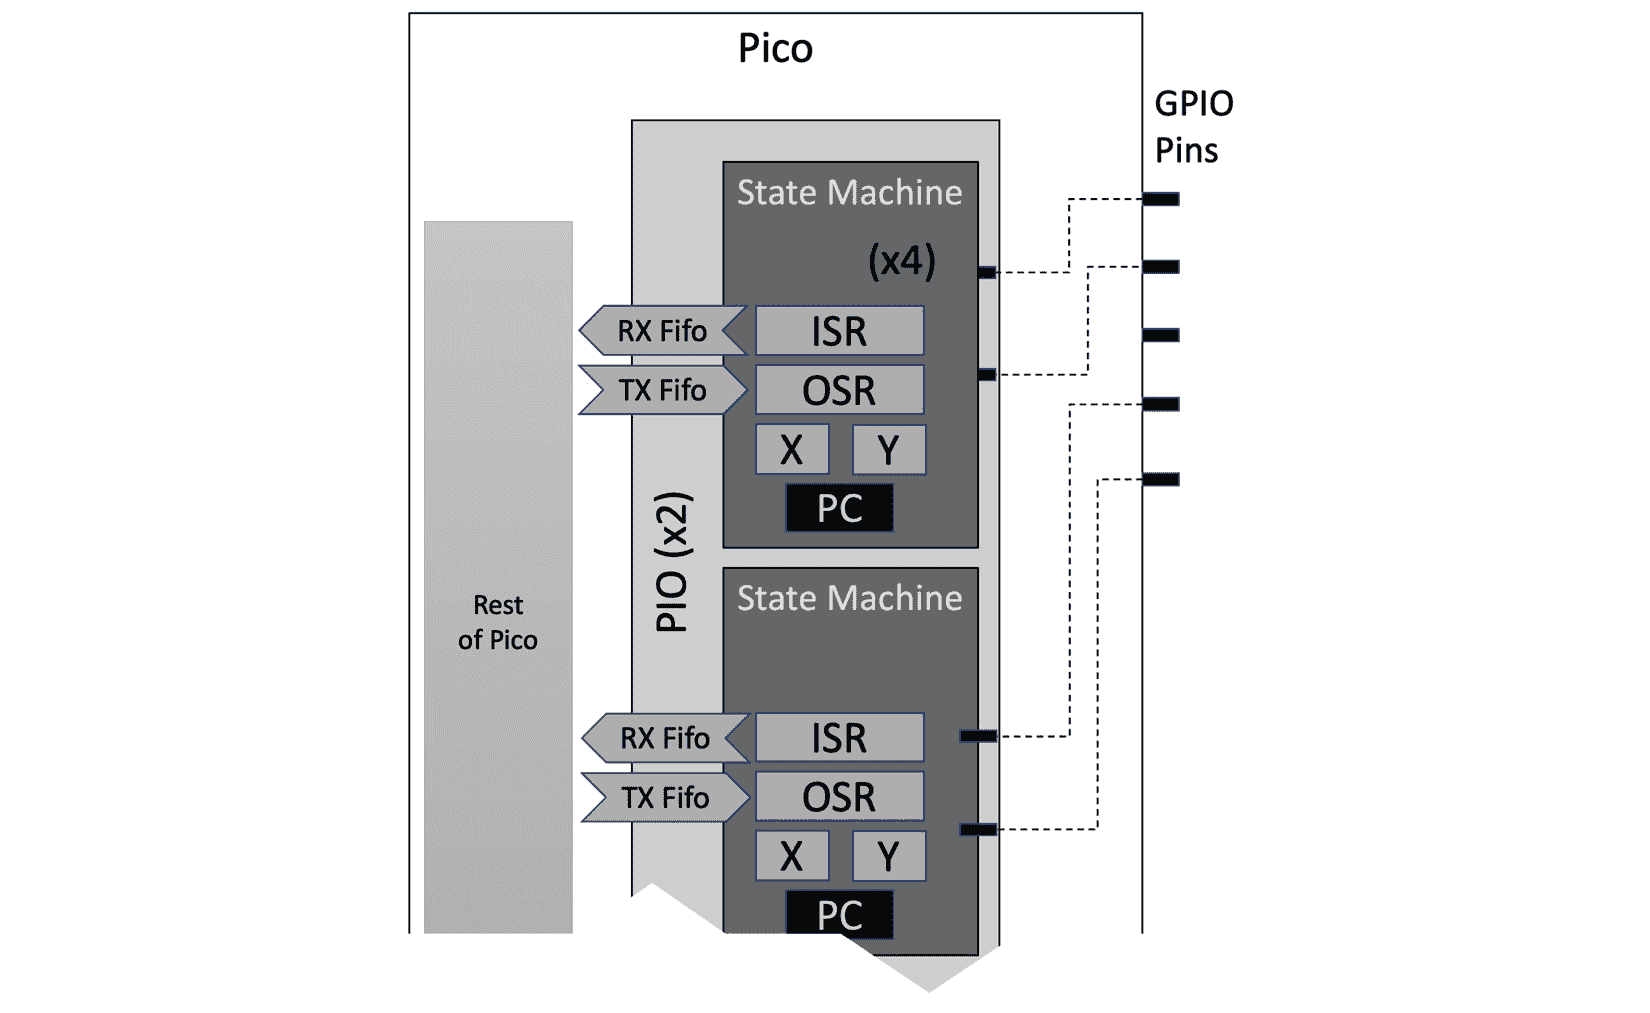 Pico
GPIO
Pins
State Machine
(x4)
RX Fifo
ISR
TX Fifo
OSR
X
Y
PC
PIO (x2)
Rest
of Pico
State Machine
RX Fifo
ISR
TX Fifo
OSR
X
Y
PC